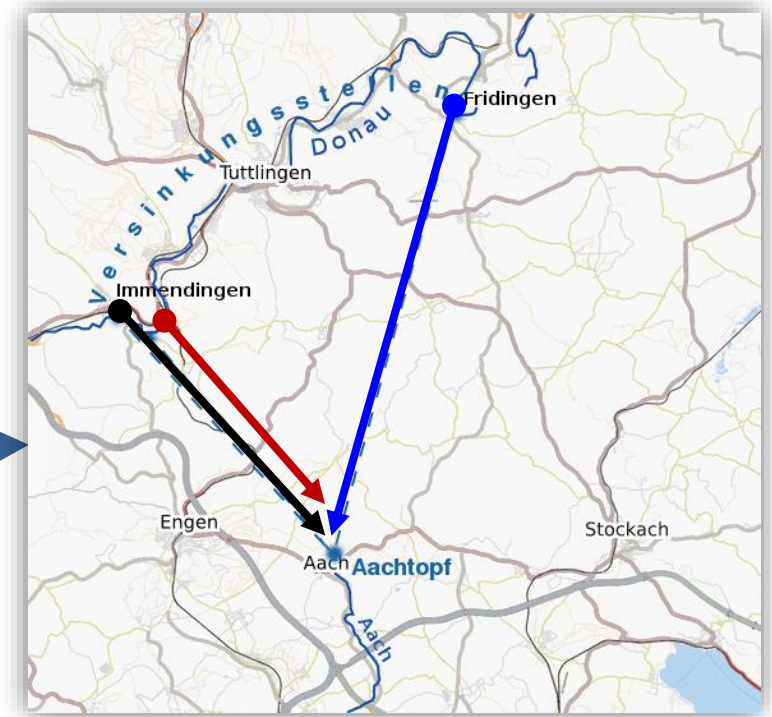 Versinkungsstellen
Fridingen
Donau
Tuttlingen
Immendingen
Engen
Stockach
Aach
Aachtopf
Aach